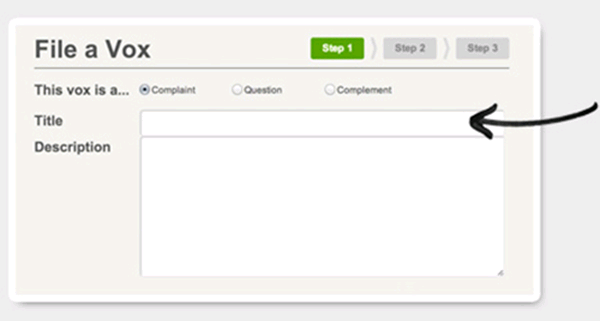 File a Vox
Step 1 Step 2 Step 3
This vox is a... Complaint Question Complement
Title
Description